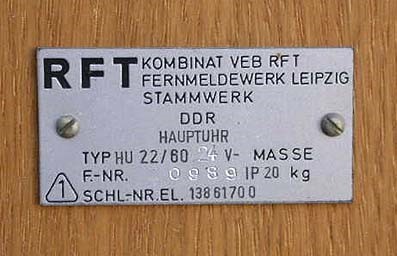 RFT KOMBINAT VEB RFT
FERNMELDEWERK LEIPZIG
STAMMWERK
DDR
HAUPTUHR
TYP HU 22/60 24 V- MASSE
F.-NR. 0989 IP 20 kg
1 SCHL-NR.EL. 13861700